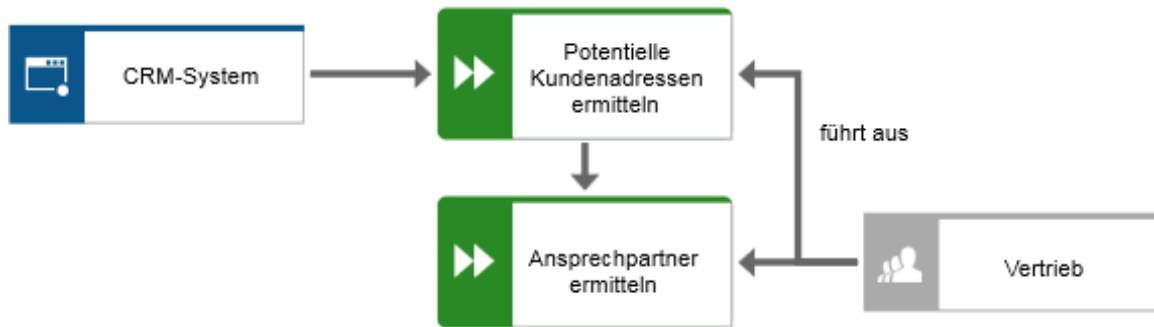 CRM-System
Potentielle
Kundenadressen
ermitteln
führt aus
Ansprechpartner
ermitteln
Vertrieb